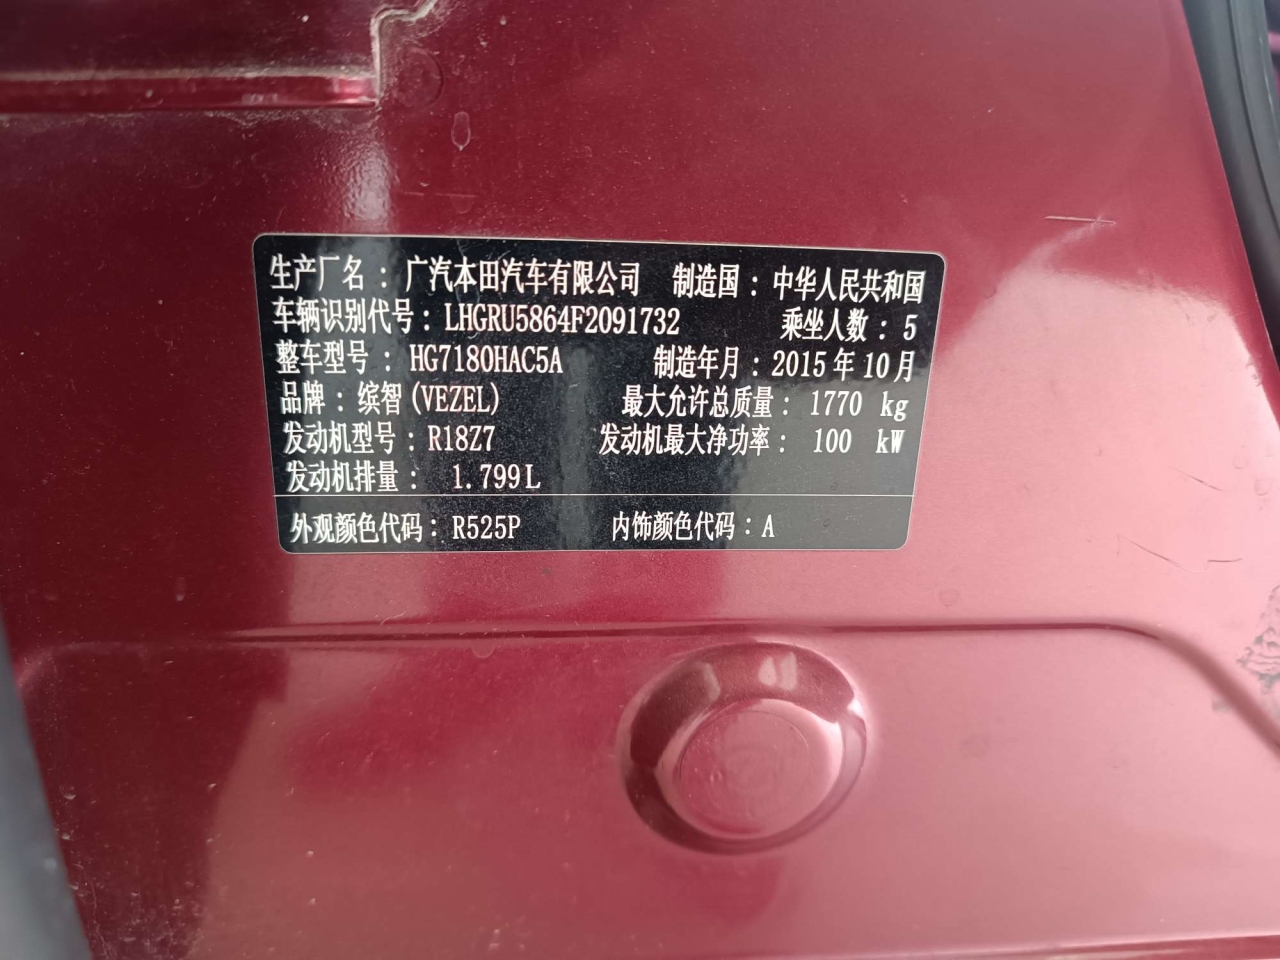 生产厂名：广汽本田汽车有限公司 制造国：中华人民共和国
车辆识别代号：LHGRU5864F2091732 乘坐人数：5
整车型号：HG7180HAC5A 制造年月：2015年10月
品牌：缤智(VEZEL) 最大允许总质量：1770 kg
发动机型号：R18Z7 发动机最大净功率：100 kW
发动机排量：1.799L
外观颜色代码：R525P 内饰颜色代码：A